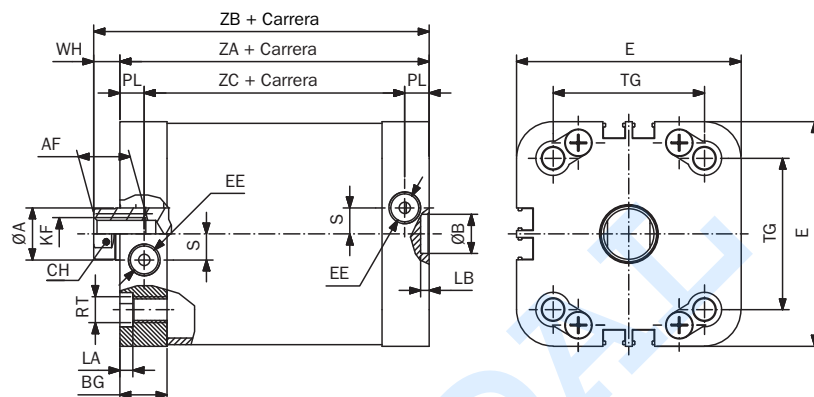 ZB + Carrera
WH
ZA + Carrera
PL
ZC + Carrera
PL
AF
EE
ØA
KF
S
S
ØB
CH
EE
LB
RT
LA
BG
E
TG
TG
E